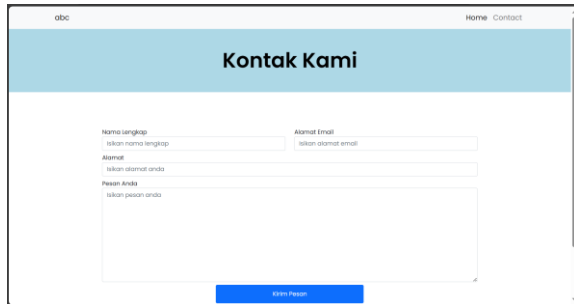 abc Home Contact
Kontak Kami
Nama Lengkap Alamat Email
Isikan nama lengkap Isikan alamat email
Alamat
Isikan alamat anda
Pesan Anda
Isikan pesan anda
Kirim Pesan